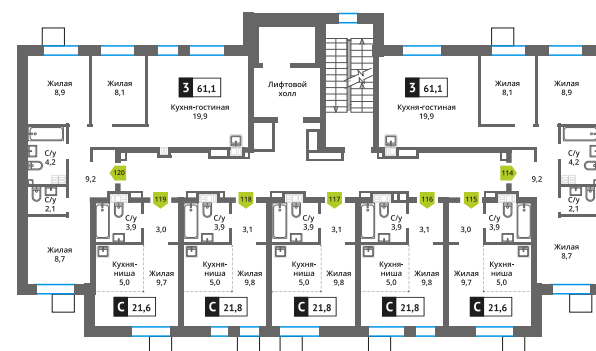 3 61,1
Кухня-гостиная
19,9
Жилая
8,9
Жилая
8,1
С/у
4,2
9,2
С/у
2,1
Жилая
8,7
120
Лифтовой
холл
3 61,1
Кухня-гостиная
19,9
Жилая
8,1
Жилая
8,9
С/у
4,2
9,2
С/у
2,1
Жилая
8,7
114
119
С/у
3,9
3,0
Кухня-
ниша
5,0
Жилая
9,7
С 21,6
118
С/у
3,9
3,1
Кухня-
ниша
5,0
Жилая
9,8
С 21,8
117
С/у
3,9
3,1
Кухня-
ниша
5,0
Жилая
9,8
С 21,8
116
С/у
3,9
3,1
Кухня-
ниша
5,0
Жилая
9,8
С 21,8
115
3,0
С/у
3,9
Жилая
9,7
Кухня-
ниша
5,0
С 21,6